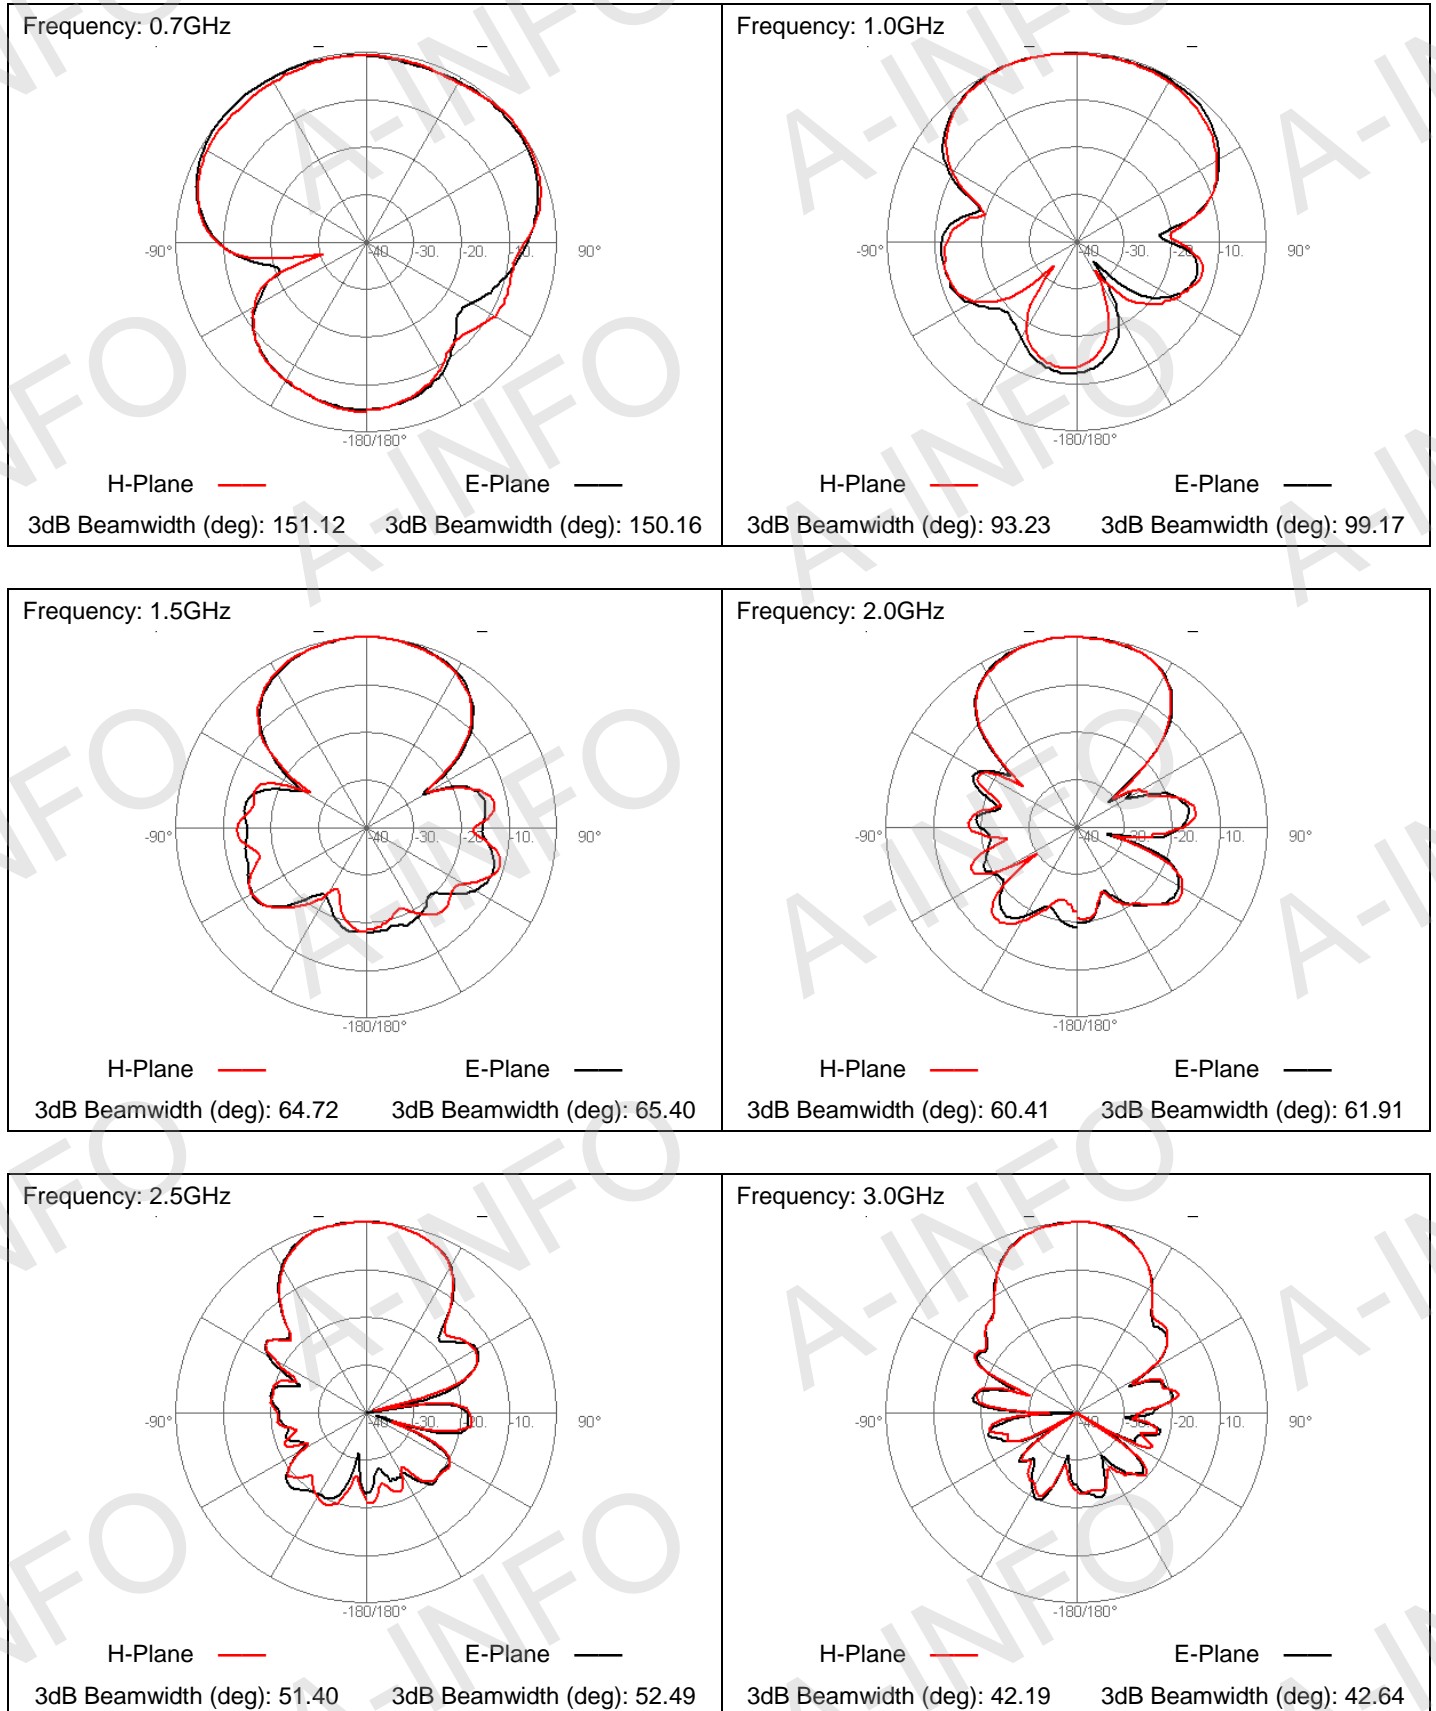 Frequency: 0.7GHz
-90°
-40 -30. -20. -10.
90°
-180/180°
H-Plane
E-Plane
3dB Beamwidth (deg): 151.12
3dB Beamwidth (deg): 150.16
Frequency: 1.0GHz
-90°
-40 -30. -20. -10.
90°
-180/180°
H-Plane
E-Plane
3dB Beamwidth (deg): 93.23
3dB Beamwidth (deg): 99.17
Frequency: 1.5GHz
-90°
-40 -30. -20. -10.
90°
-180/180°
H-Plane
E-Plane
3dB Beamwidth (deg): 64.72
3dB Beamwidth (deg): 65.40
Frequency: 2.0GHz
-90°
-40 -30. -20. -10.
90°
-180/180°
H-Plane
E-Plane
3dB Beamwidth (deg): 60.41
3dB Beamwidth (deg): 61.91
Frequency: 2.5GHz
-90°
-40 -30. -20. -10.
90°
-180/180°
H-Plane
E-Plane
3dB Beamwidth (deg): 51.40
3dB Beamwidth (deg): 52.49
Frequency: 3.0GHz
-90°
-40 -30. -20. -10.
90°
-180/180°
H-Plane
E-Plane
3dB Beamwidth (deg): 42.19
3dB Beamwidth (deg): 42.64
A-INFO